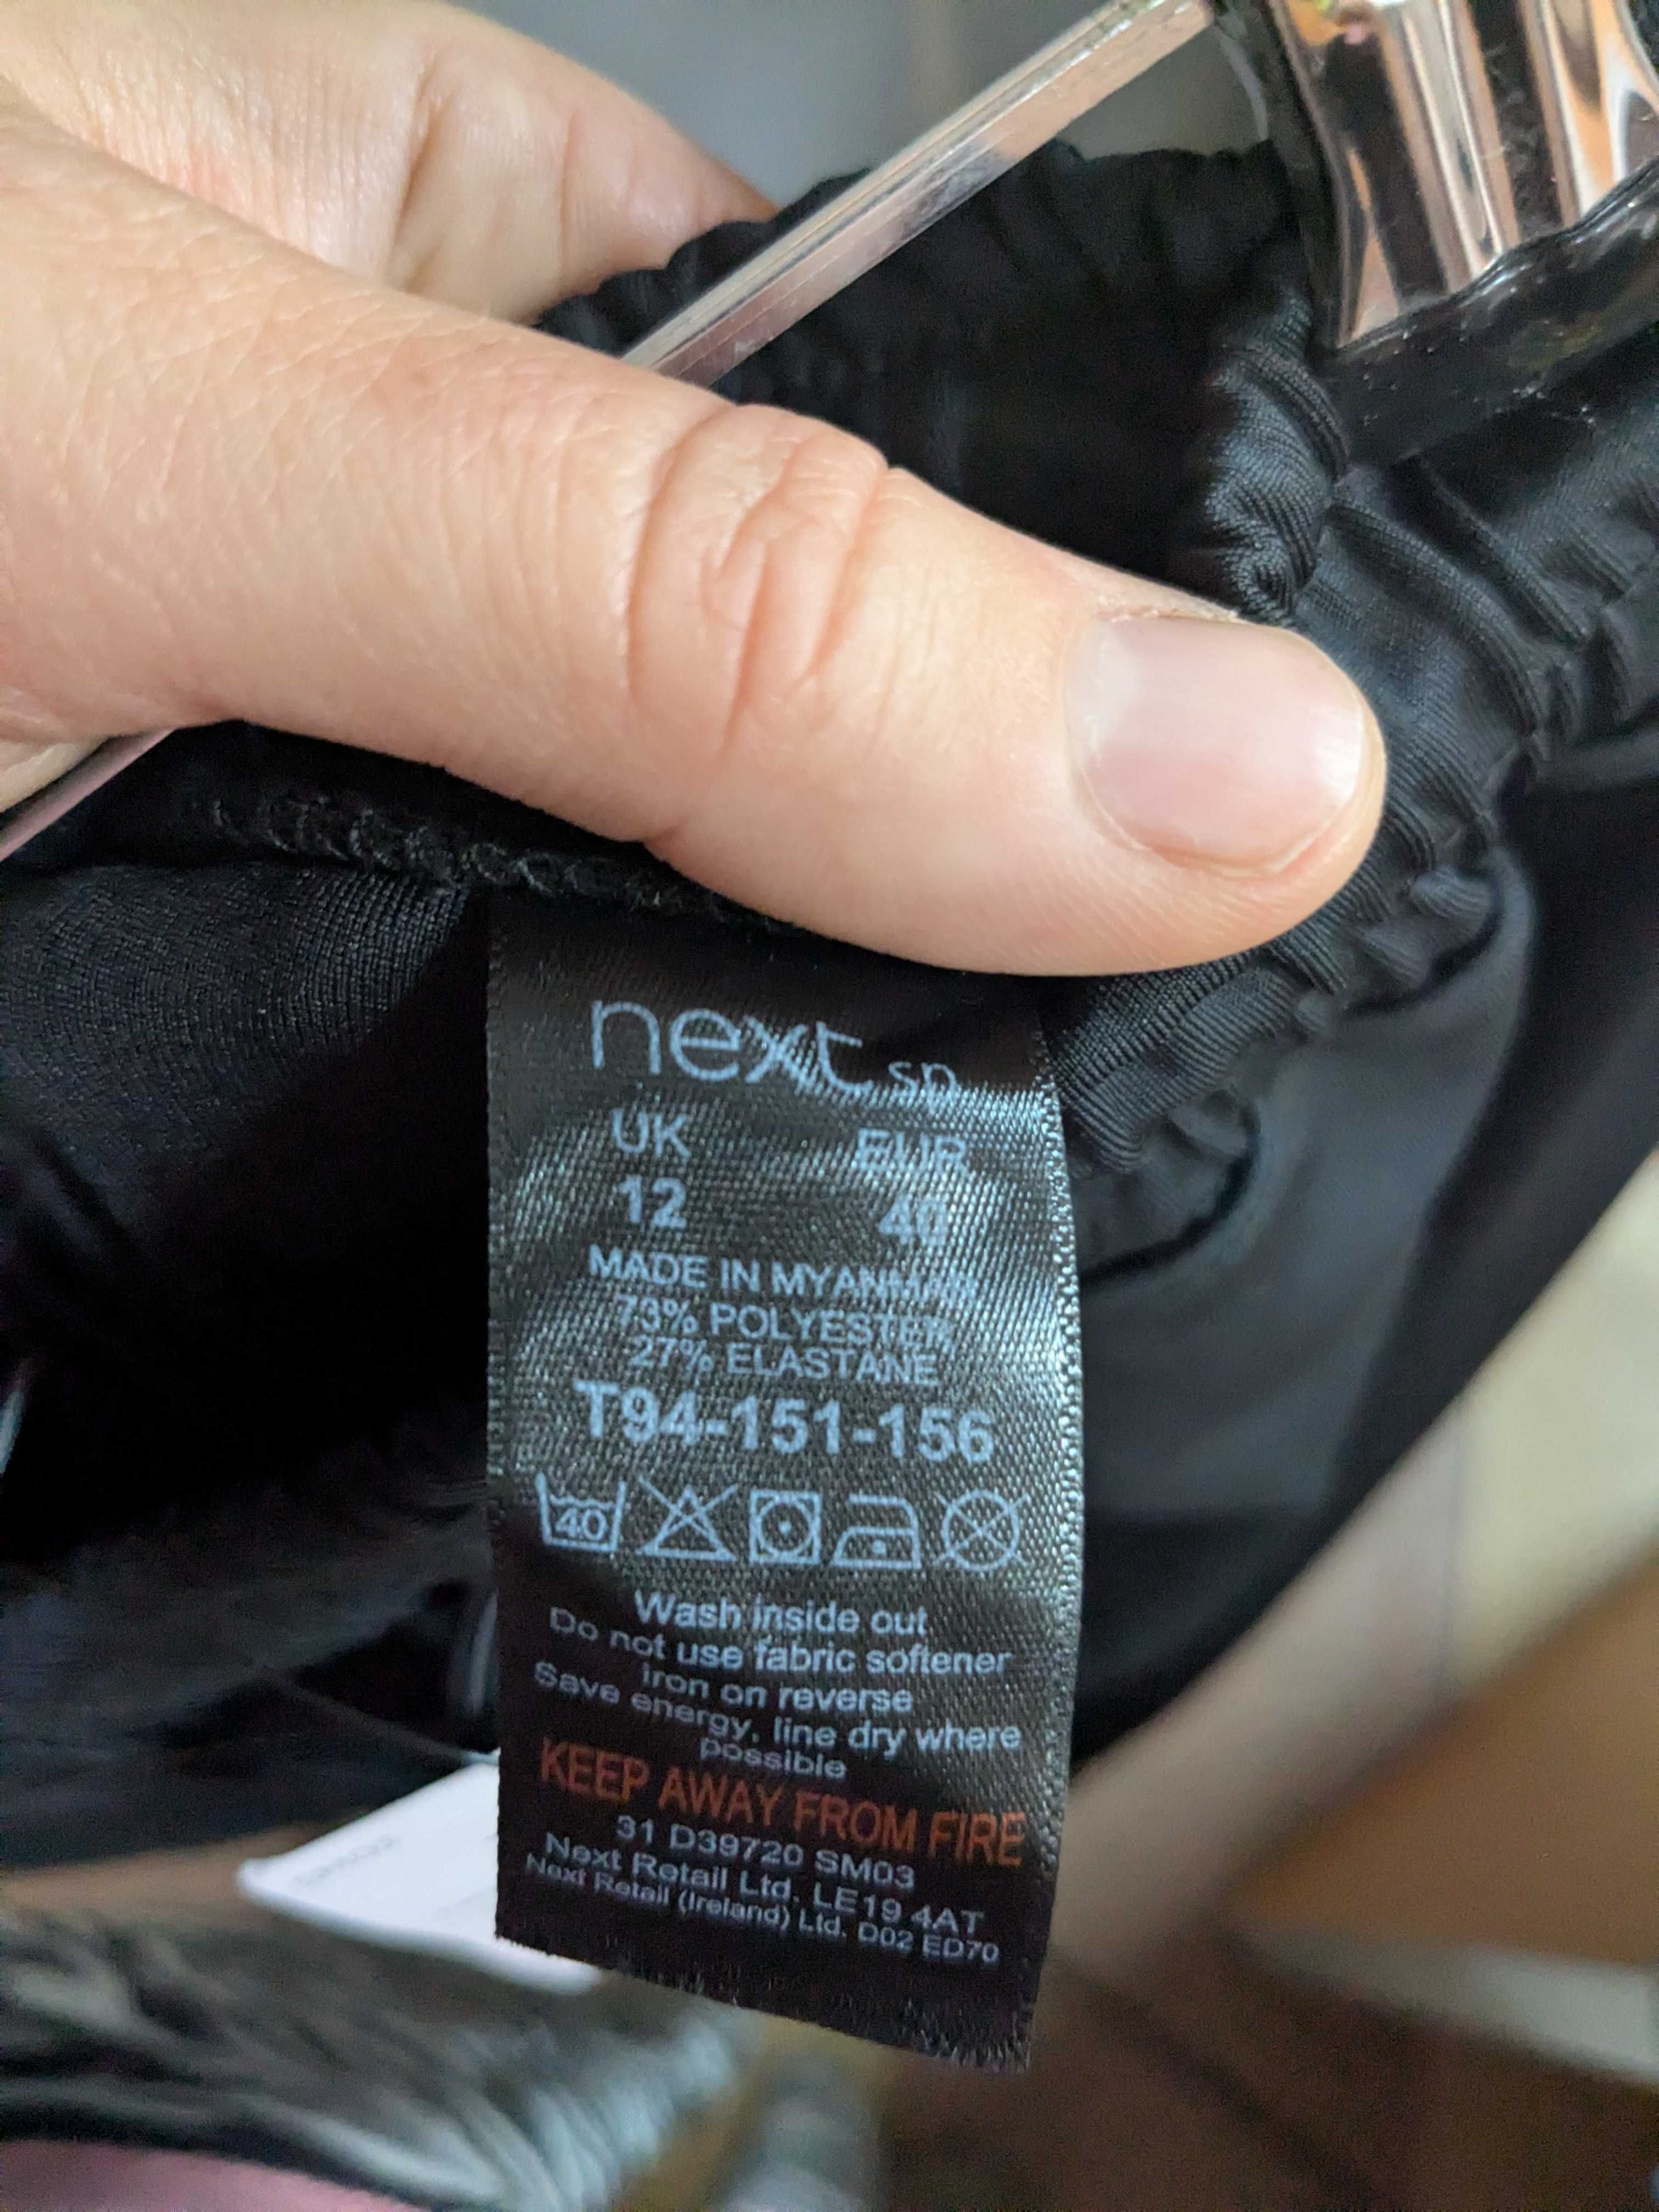 next sp
UK EUR
12 40
MADE IN MYANMAR
73% POLYESTER
27% ELASTANE
T94-151-156
40
Wash inside out
Do not use fabric softener
Iron on reverse
Save energy, line dry where
possible
KEEP AWAY FROM FIRE
31 D39720 SM03
Next Retail Ltd. LE19 4AT
Next Retail (Ireland) Ltd. D02 ED70